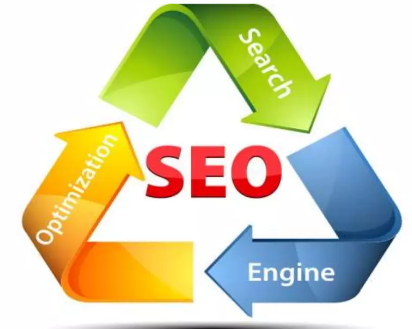 Search
SEO
Optimization
Engine